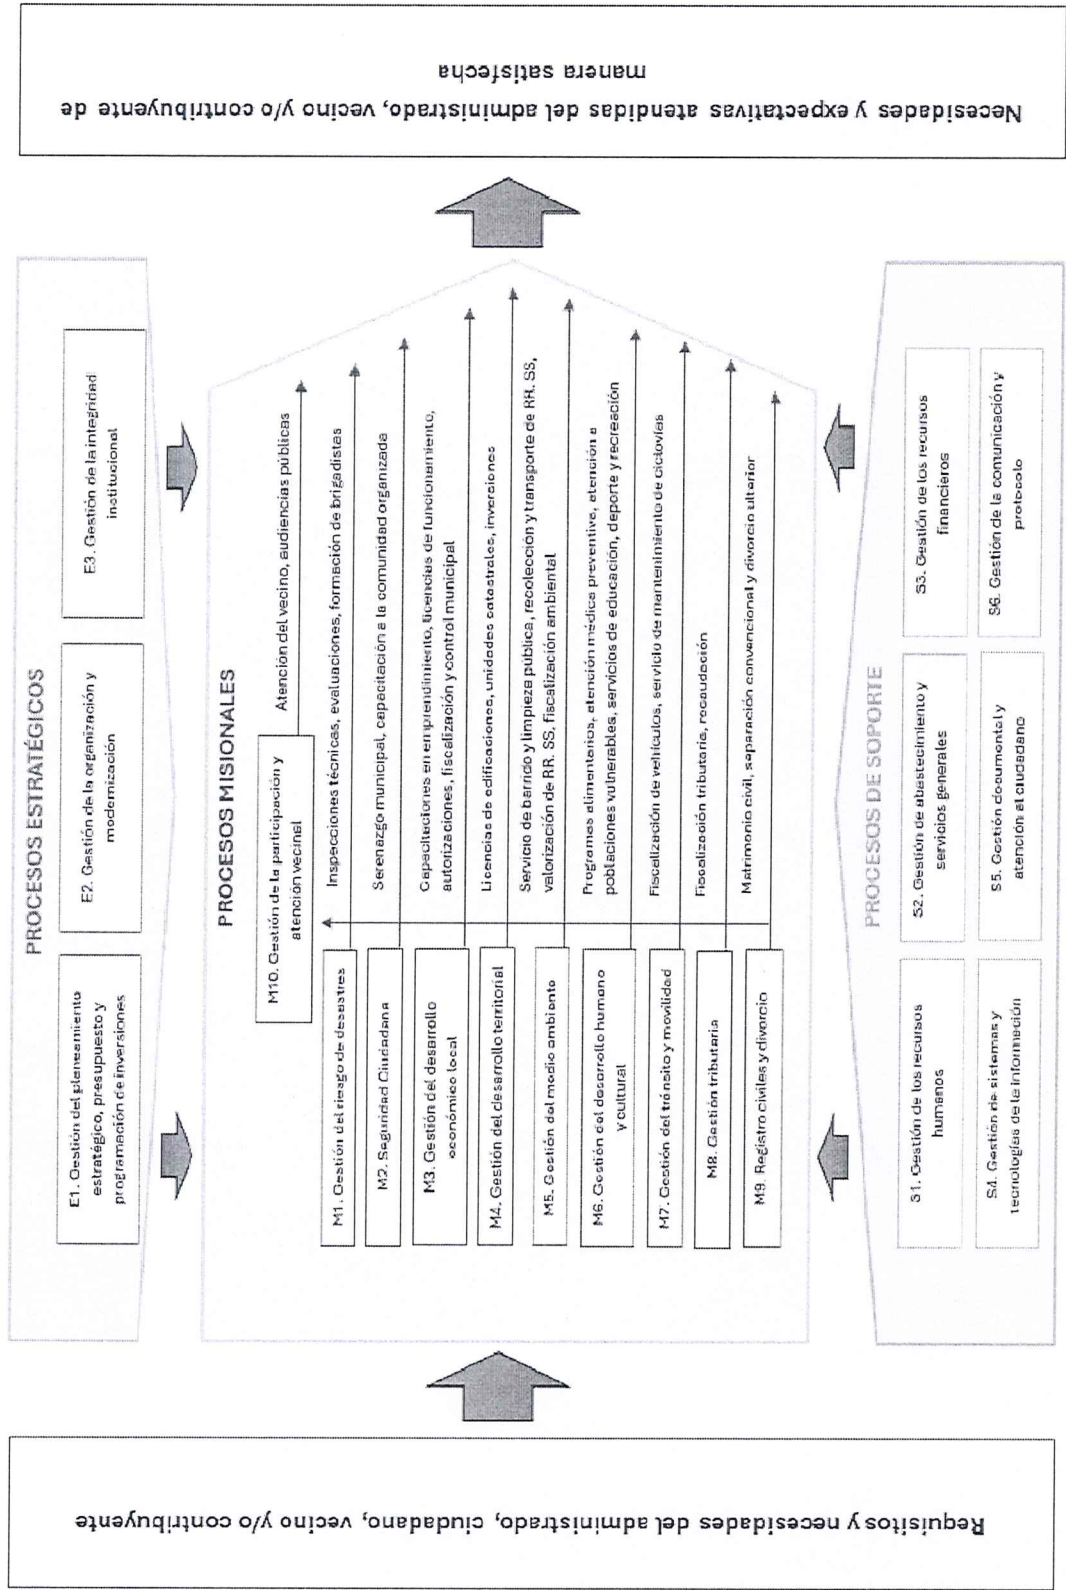 Requisitos y necesidades del administrado, ciudadano, vecino y/o contribuyente
PROCESOS ESTRATÉGICOS
E1. Gestión del planeamiento
estratégico, presupuesto y
programación de inversiones
E2. Gestión de la organización y
modernización
E3. Gestión de la integridad
institucional
PROCESOS MISIONALES
M10. Gestión de la participación y
atención vecinal
Atención del vecino, audiencias públicas
M1. Gestión del riesgo de desastres
Inspecciones técnicas, evaluaciones, formación de brigadistas
M2. Seguridad Ciudadana
Serenazgo municipal, capacitación a la comunidad organizada
M3. Gestión del desarrollo
económico local
Capacitaciones en emprendimiento, licencias de funcionamiento,
autorizaciones, fiscalización y control municipal
M4. Gestión del desarrollo territorial
Licencias de edificaciones, unidades catastrales, inversiones
M5. Gestión del medio ambiente
Servicio de barrido y limpieza pública, recolección y transporte de RR. SS,
valorización de RR. SS, fiscalización ambiental
M6. Gestión del desarrollo humano
y cultural
Programas alimentarios, atención médica preventiva, atención a
poblaciones vulnerables, servicios de educación, deporte y recreación
M7. Gestión del tránsito y movilidad
Fiscalización de vehículos, servicio de mantenimiento de ciclovías
M8. Gestión tributaria
Fiscalización tributaria, recaudación
M9. Registro civiles y divorcio
Matrimonio civil, separación convencional y divorcio ulterior
PROCESOS DE SOPORTE
S1. Gestión de los recursos
humanos
S2. Gestión de abastecimiento y
servicios generales
S3. Gestión de los recursos
financieros
S4. Gestión de sistemas y
tecnologías de la información
S5. Gestión documental y
atención al ciudadano
S6. Gestión de la comunicación y
protocolo
Necesidades y expectativas atendidas del administrado, vecino y/o contribuyente de
manera satisfecha